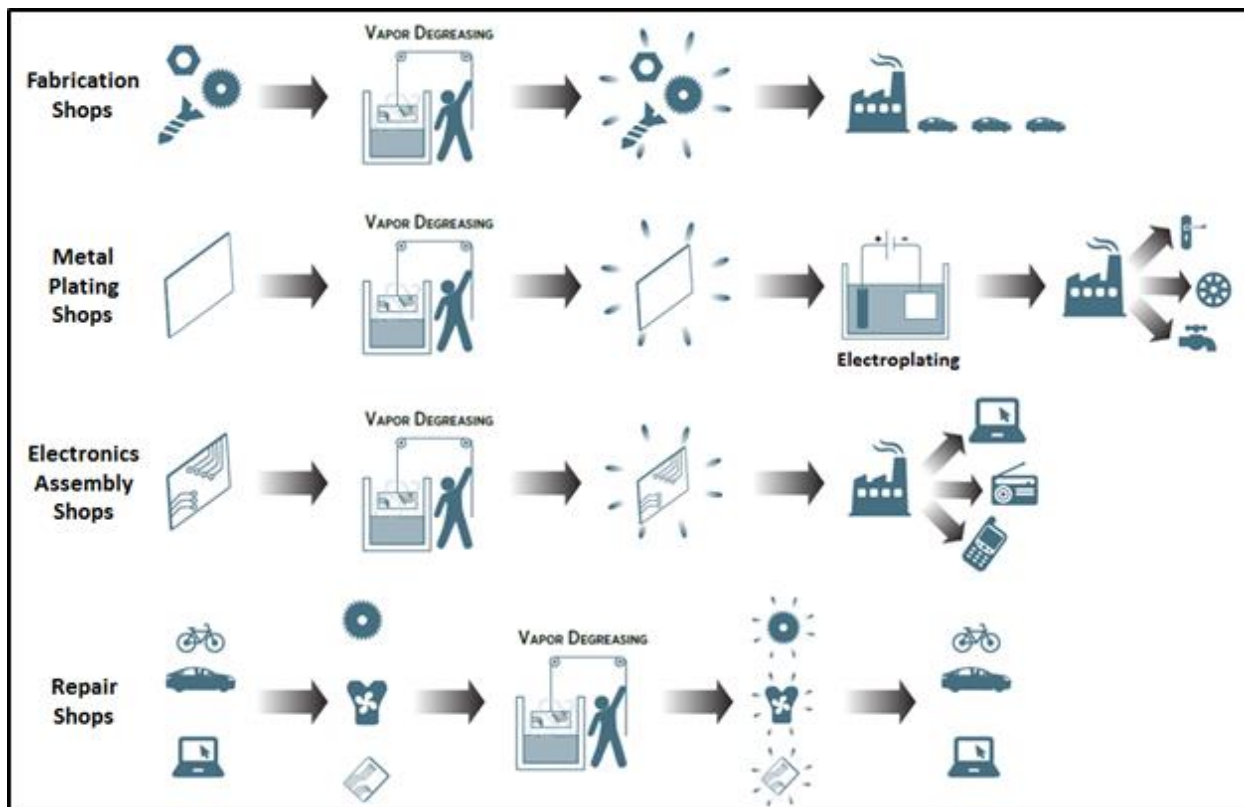 VAPOR DEGREASING
Fabrication
Shops
VAPOR DEGREASING
Metal
Plating
Shops
+ -
Electroplating
VAPOR DEGREASING
Electronics
Assembly
Shops
VAPOR DEGREASING
Repair
Shops